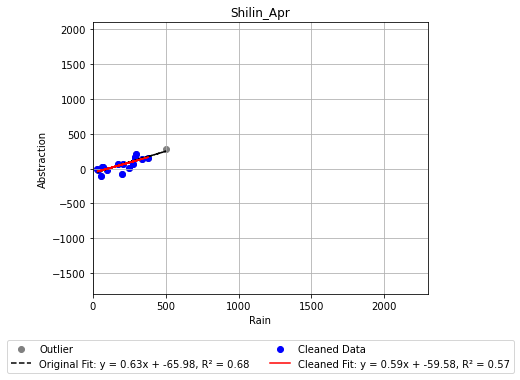 Shilin_Apr
2000
1500
1000
500
0
−500
−1000
−1500
Abstraction
0 500 1000 1500 2000
Rain
Outlier Cleaned Data
Original Fit: y = 0.63x + -65.98, R² = 0.68 Cleaned Fit: y = 0.59x + -59.58, R² = 0.57